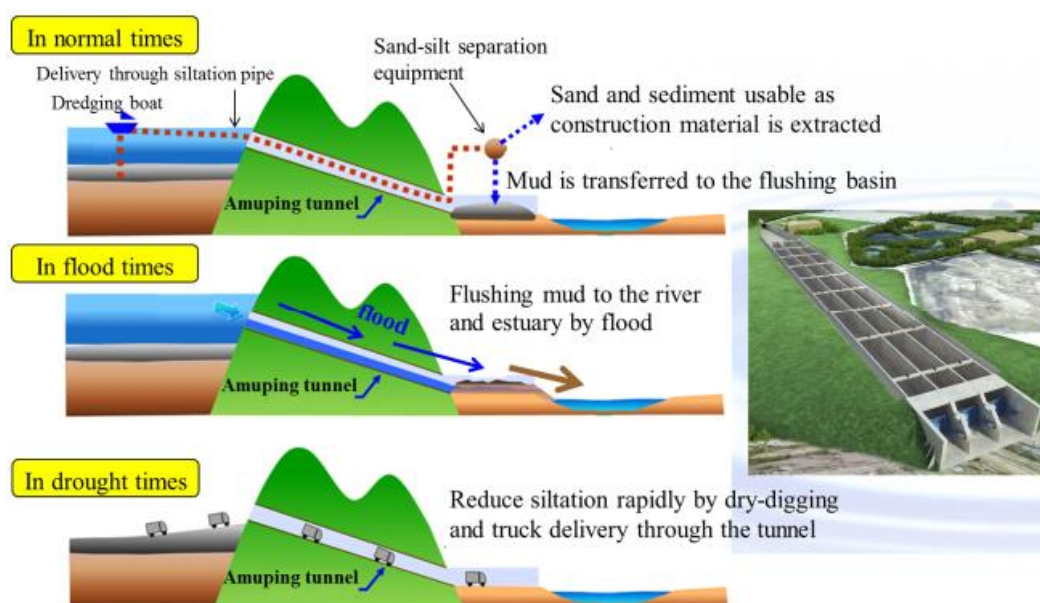 In normal times
Delivery through siltation pipe
Dredging boat
Sand-silt separation
equipment
Sand and sediment usable as
construction material is extracted
Mud is transferred to the flushing basin
Amuping tunnel
In flood times
flood
Flushing mud to the river
and estuary by flood
Amuping tunnel
In drought times
Reduce siltation rapidly by dry-digging
and truck delivery through the tunnel
Amuping tunnel